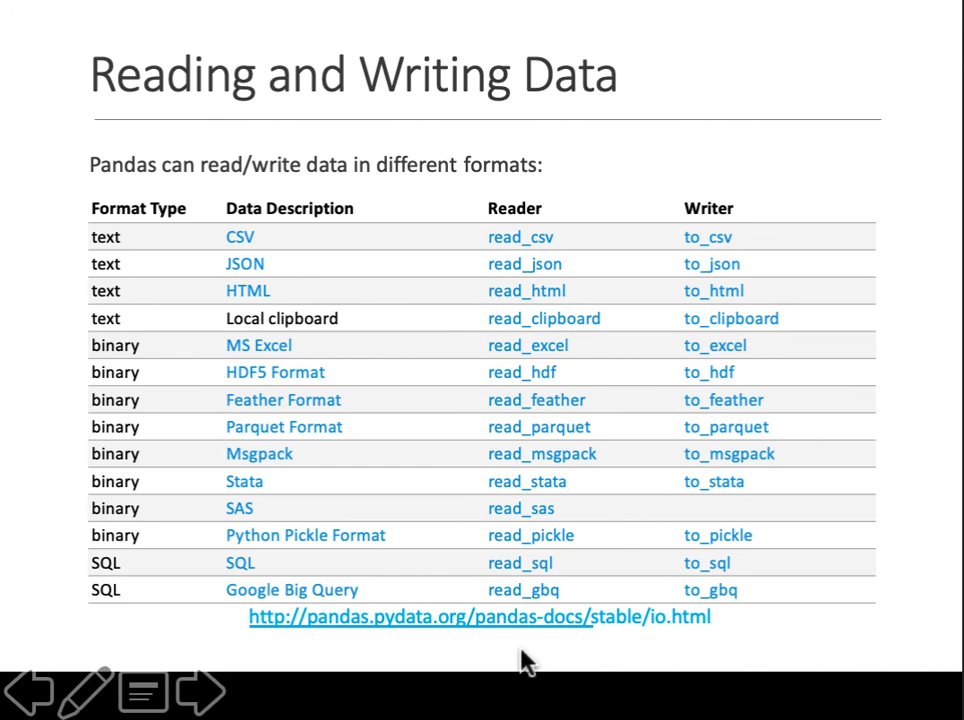 Reading and Writing Data
Pandas can read/write data in different formats:
Format Type Data Description Reader Writer
text CSV read_csv to_csv
text JSON read_json to_json
text HTML read_html to_html
text Local clipboard read_clipboard to_clipboard
binary MS Excel read_excel to_excel
binary HDF5 Format read_hdf to_hdf
binary Feather Format read_feather to_feather
binary Parquet Format read_parquet to_parquet
binary Msgpack read_msgpack to_msgpack
binary Stata read_stata to_stata
binary SAS read_sas
binary Python Pickle Format read_pickle to_pickle
SQL SQL read_sql to_sql
SQL Google Big Query read_gbq to_gbq
http://pandas.pydata.org/pandas-docs/stable/io.html